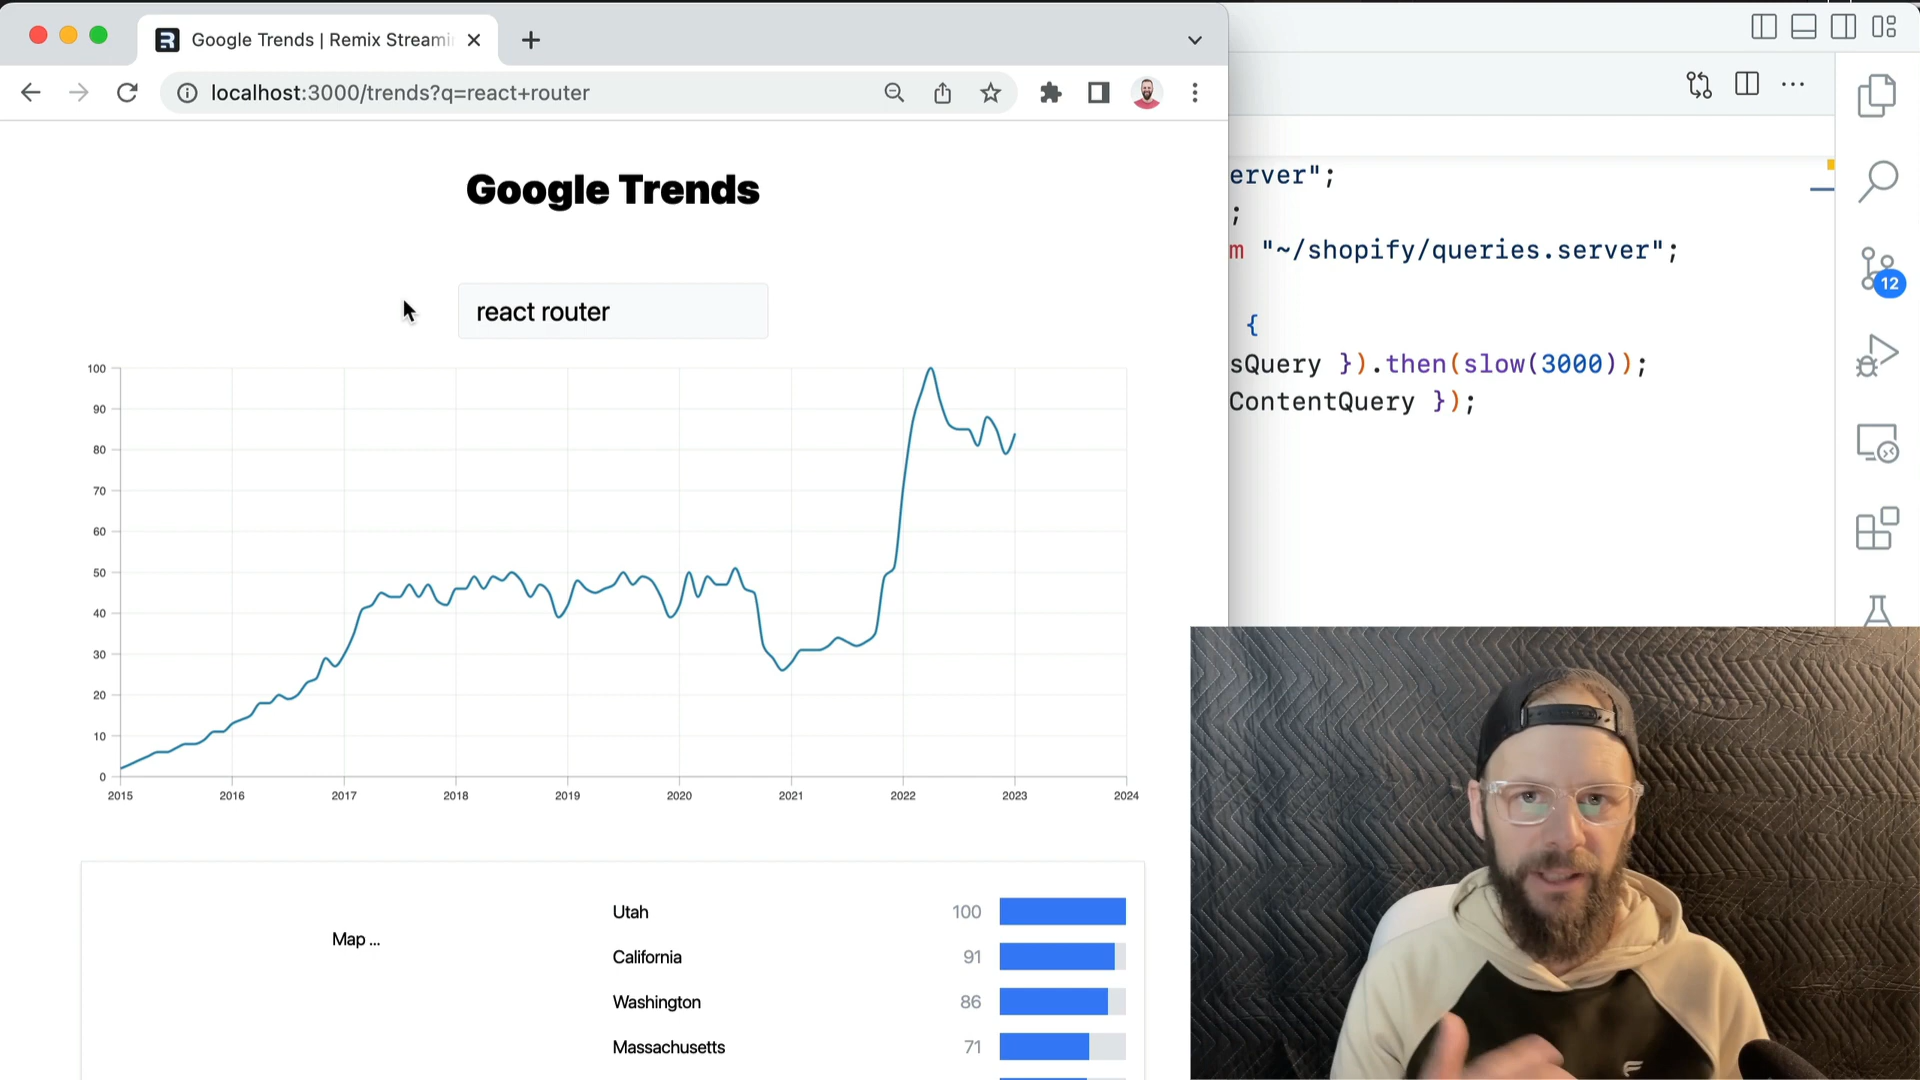 Google Trends | Remix Streami
localhost:3000/trends?q=react+router
Google Trends
react router
100
90
80
70
60
50
40
30
20
10
0
2015 2016 2017 2018 2019 2020 2021 2022 2023 2024
Map ...
Utah 100
California 91
Washington 86
Massachusetts 71
erver";
;
m "~/shopify/queries.server";
{
sQuery }).then(slow(3000));
ContentQuery });
12